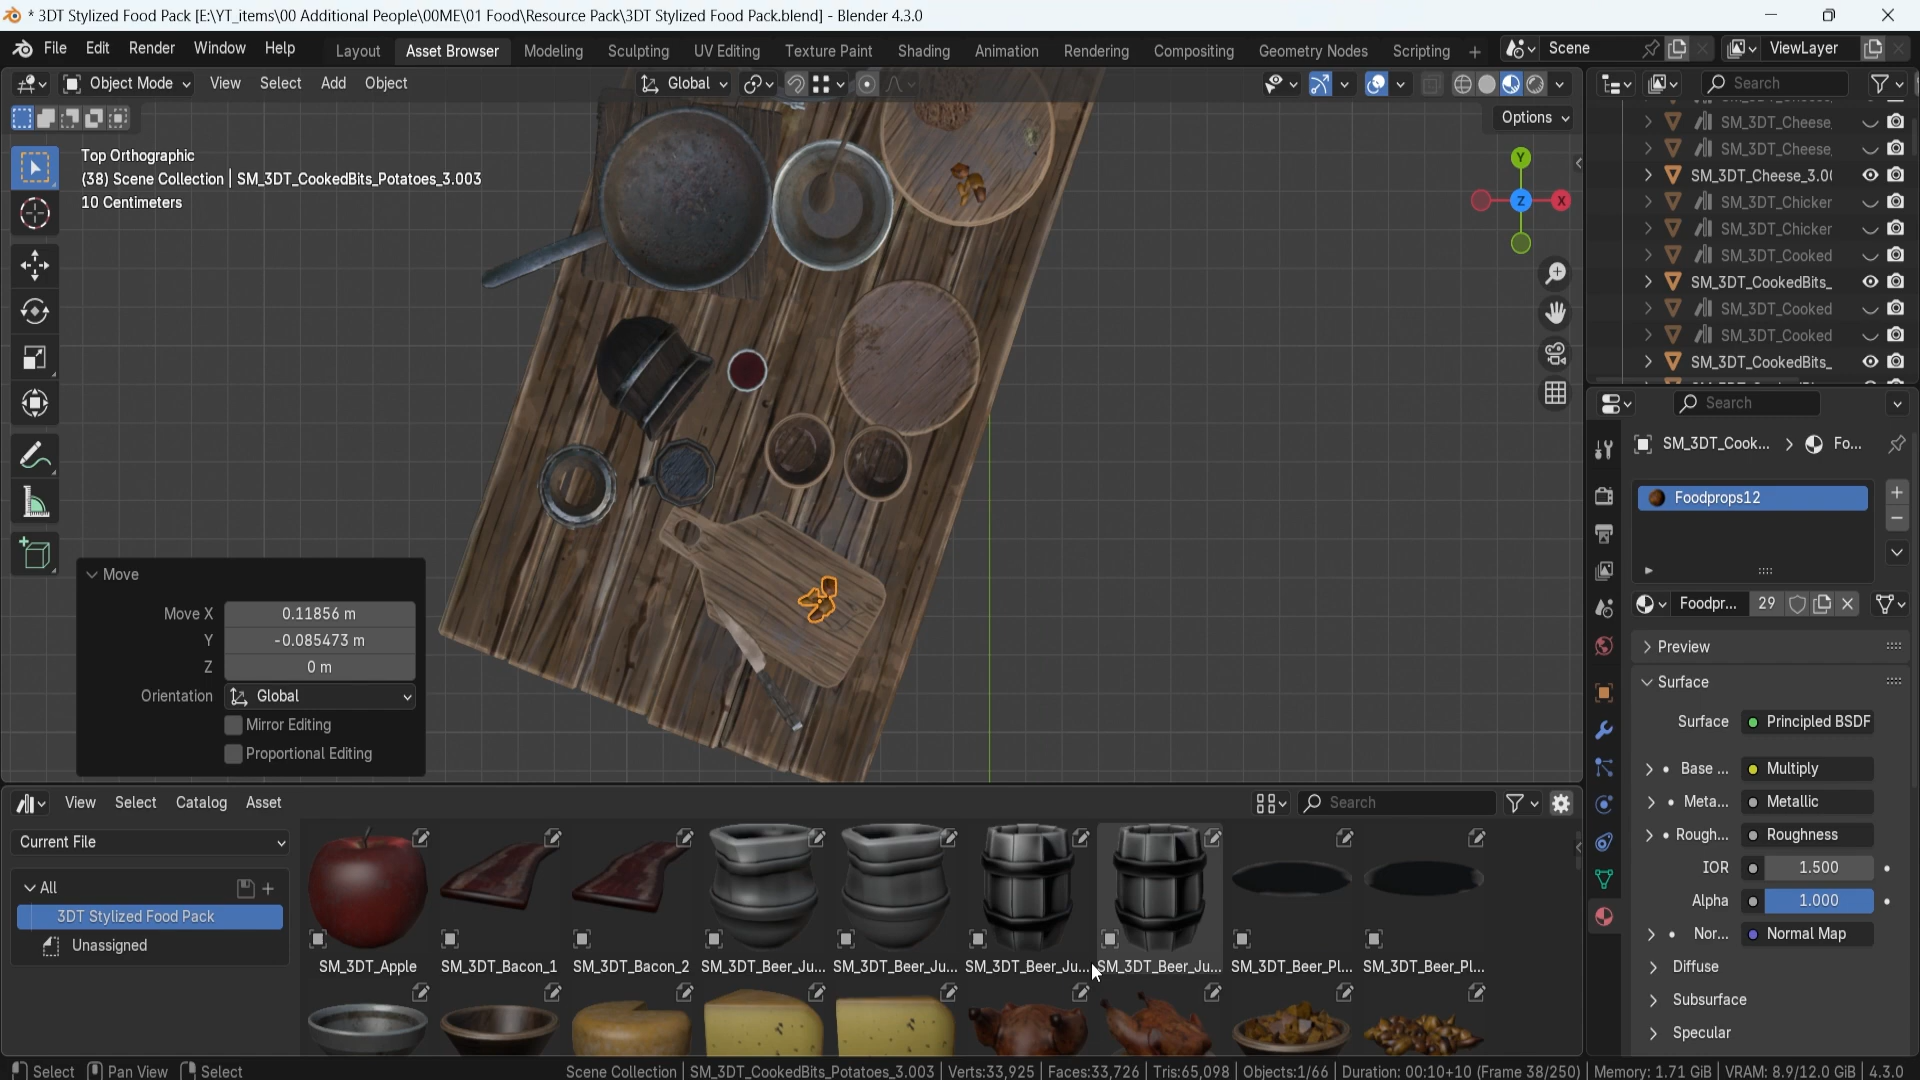 * 3DT Stylized Food Pack [E:\YT_items\00 Additional People\00ME\01 Food\Resource Pack\3DT Stylized Food Pack.blend] - Blender 4.3.0
File Edit Render Window Help Layout Asset Browser Modeling Sculpting UV Editing Texture Paint Shading Animation Rendering Compositing Geometry Nodes Scripting + Scene ViewLayer
Object Mode View Select Add Object Global Search
Options
Top Orthographic
(38) Scene Collection | SM_3DT_CookedBits_Potatoes_3.003
10 Centimeters
Y
Z
X
SM_3DT_Cheese
SM_3DT_Cheese
SM_3DT_Cheese_3.0
SM_3DT_Chicker
SM_3DT_Chicker
SM_3DT_Cooked
SM_3DT_CookedBits_
SM_3DT_Cooked
SM_3DT_Cooked
SM_3DT_CookedBits_
Search
SM_3DT_Cook... > Fo...
Foodprops12
Foodpr... 29
Preview
Surface
Surface Principled BSDF
Base ... Multiply
Meta... Metallic
Rough... Roughness
IOR 1.500
Alpha 1.000
Nor... Normal Map
Diffuse
Subsurface
Specular
Move
Move X 0.11856 m
Y -0.085473 m
Z 0 m
Orientation Global
Mirror Editing
Proportional Editing
View Select Catalog Asset Search
Current File
All
3DT Stylized Food Pack
Unassigned
SM_3DT_Apple SM_3DT_Bacon_1 SM_3DT_Bacon_2 SM_3DT_Beer_Ju... SM_3DT_Beer_Ju... SM_3DT_Beer_Ju... SM_3DT_Beer_Ju... SM_3DT_Beer_Pl... SM_3DT_Beer_Pl...
Select Pan View Select Scene Collection | SM_3DT_CookedBits_Potatoes_3.003 | Verts:33,925 | Faces:33,726 | Tris:65,098 | Objects:1/66 | Duration: 00:10+10 (Frame 38/250) | Memory: 1.71 GiB | VRAM: 8.9/12.0 GiB | 4.3.0